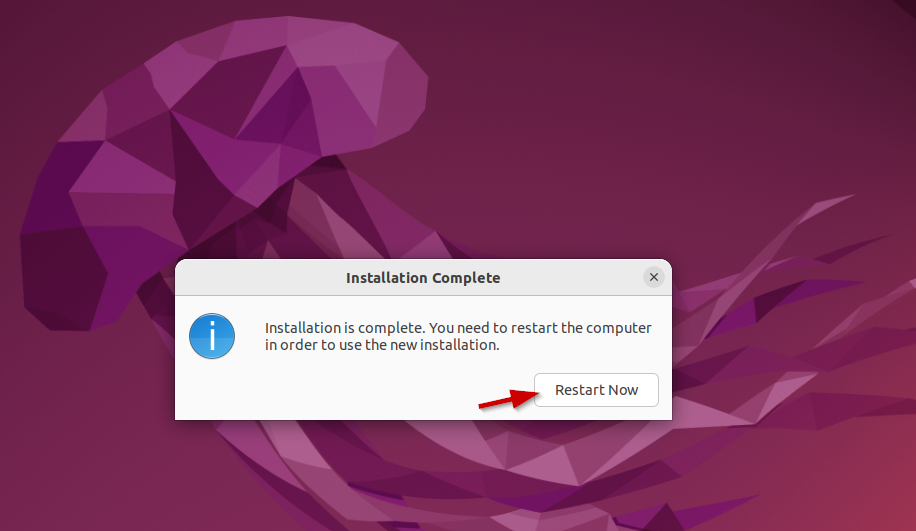 Installation Complete
Installation is complete. You need to restart the computer
in order to use the new installation.
Restart Now